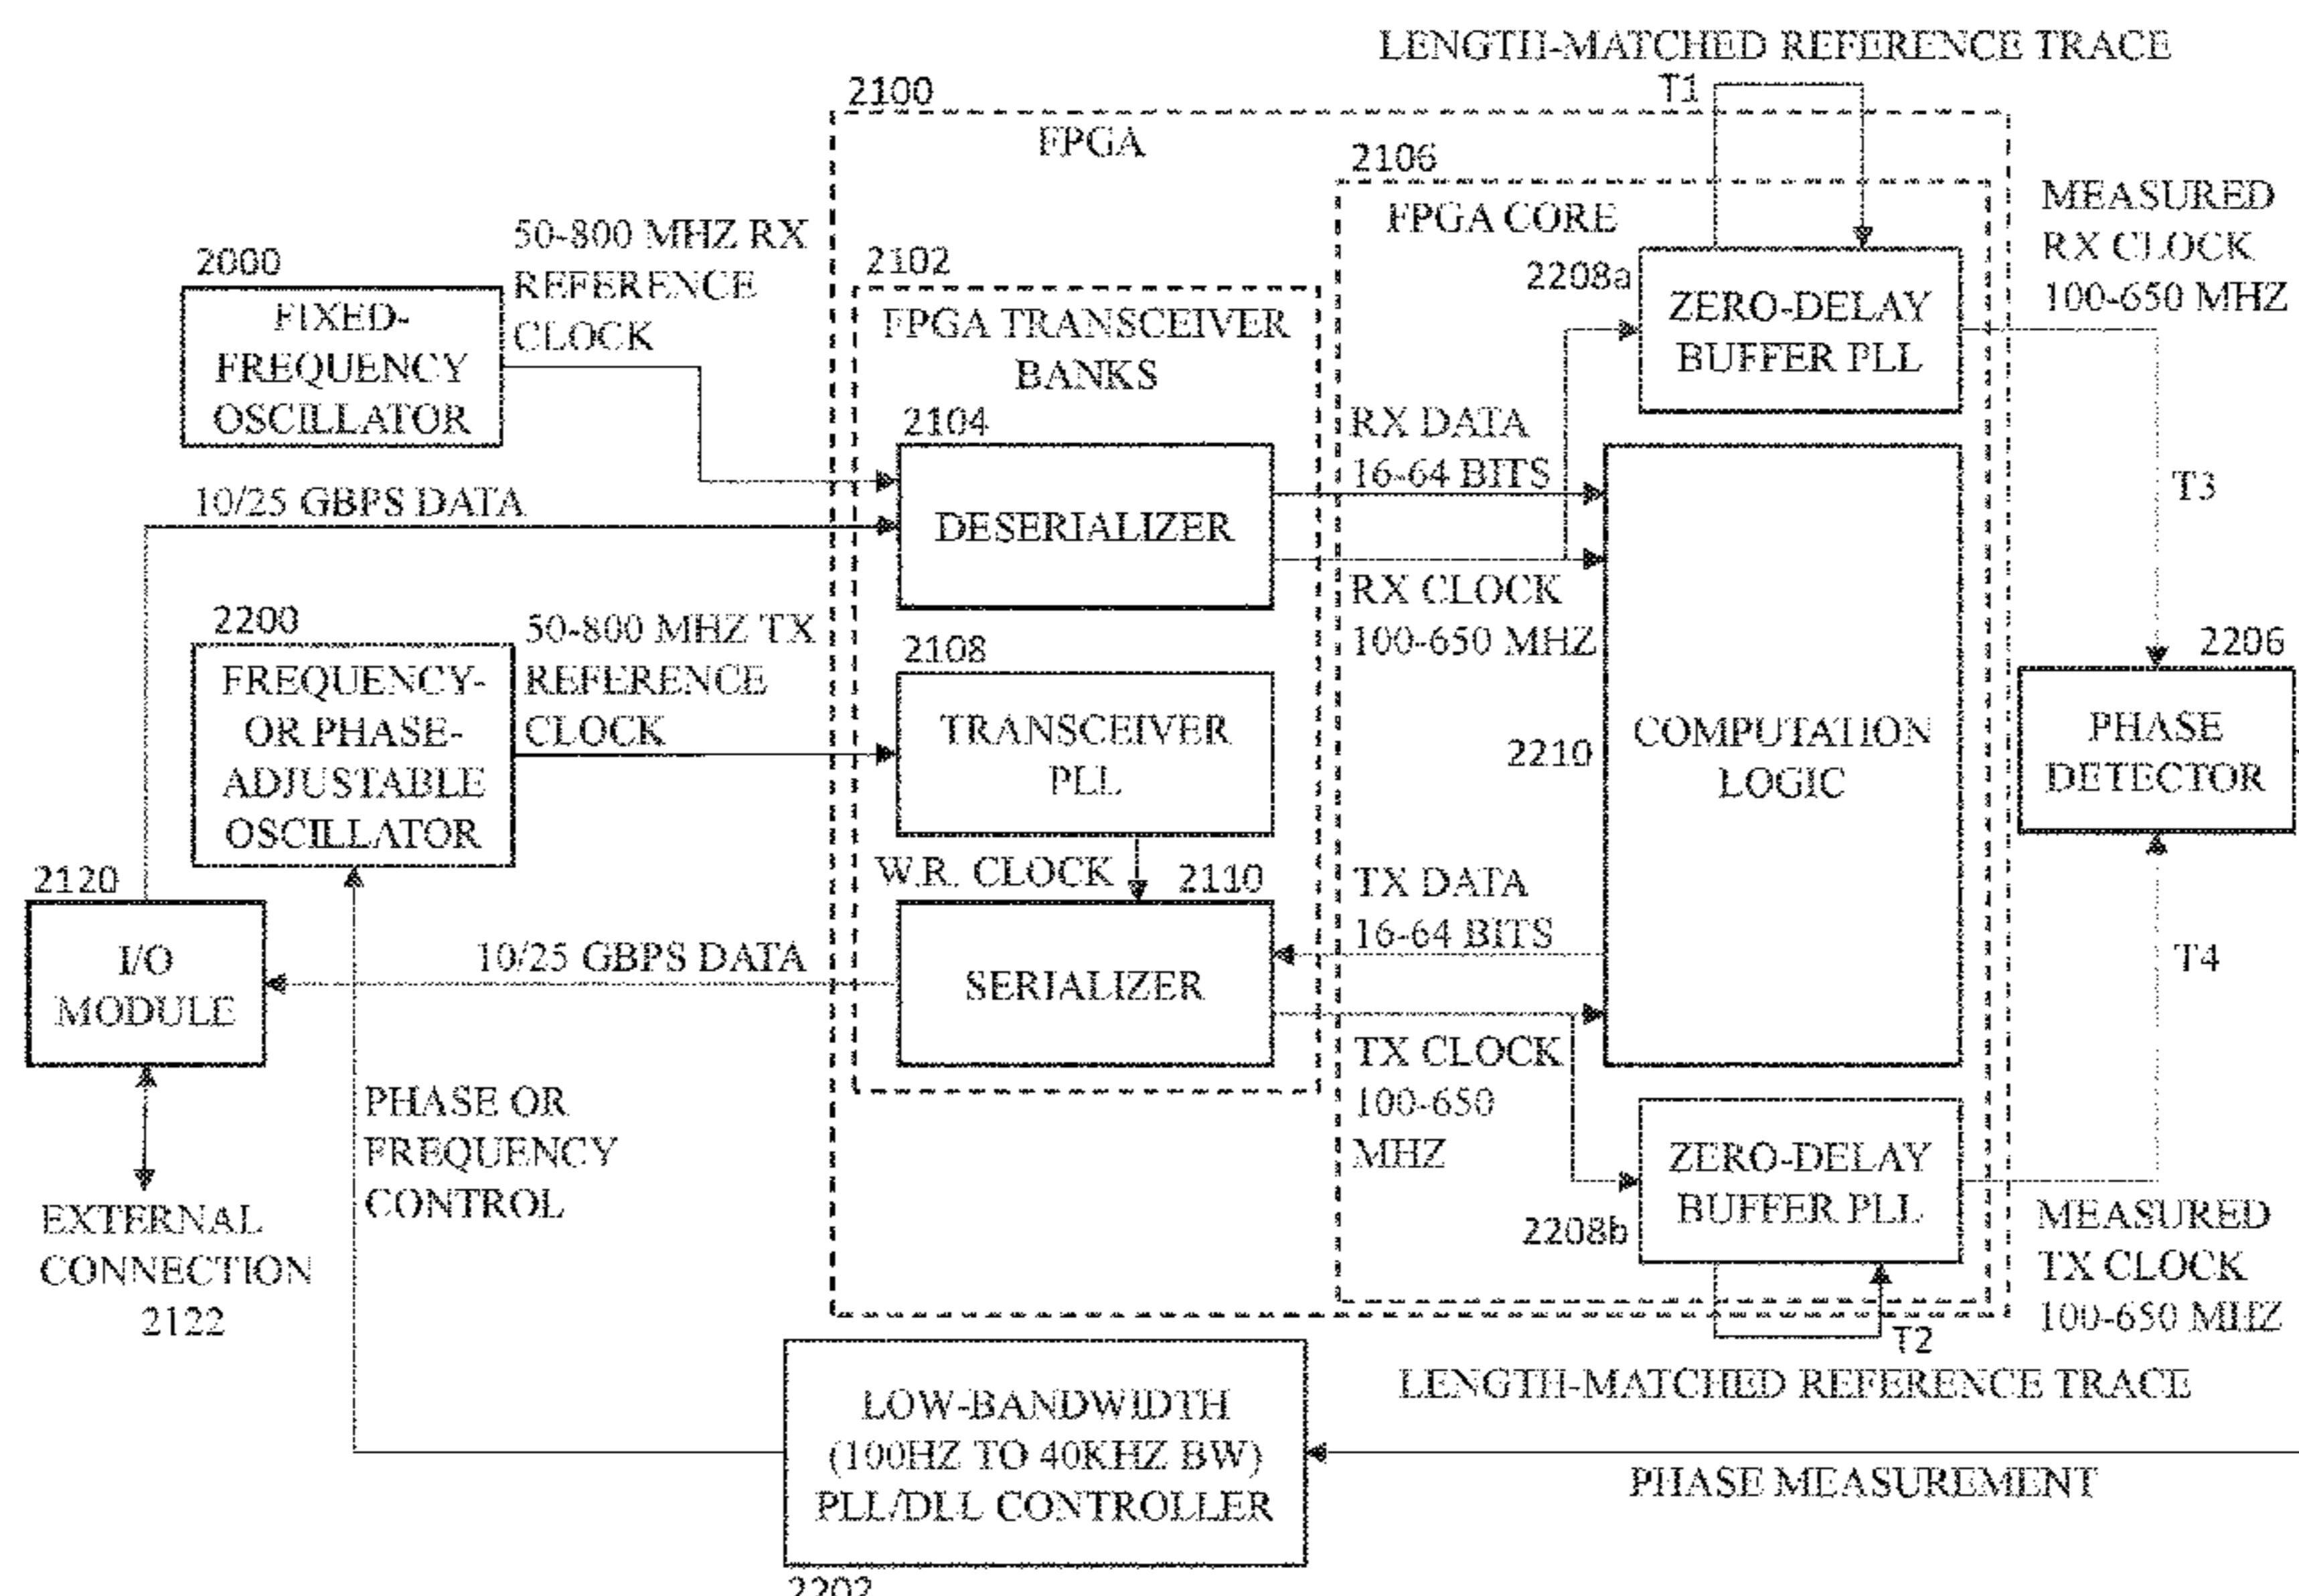 LENGTH-MATCHED REFERENCE TRACE
T1
2100
FPGA
2106
FPGA CORE
MEASURED
RX CLOCK
100-650 MHZ
50-800 MHZ RX
REFERENCE
CLOCK
2000
FIXED-
FREQUENCY
OSCILLATOR
2102
FPGA TRANSCEIVER
BANKS
2208a
ZERO-DELAY
BUFFER PLL
2104
DESERIALIZER
RX DATA
16-64 BITS
10/25 GBPS DATA
T3
RX CLOCK
100-650 MHZ
2200
FREQUENCY-
OR PHASE-
ADJUSTABLE
OSCILLATOR
50-800 MHZ TX
REFERENCE
CLOCK
2108
TRANSCEIVER
PLL
2210
COMPUTATION
LOGIC
2206
PHASE
DETECTOR
W.R. CLOCK
2110
SERIALIZER
TX DATA
16-64 BITS
T4
2120
I/O
MODULE
10/25 GBPS DATA
TX CLOCK
100-650
MHZ
PHASE OR
FREQUENCY
CONTROL
ZERO-DELAY
BUFFER PLL
2208b
EXTERNAL
CONNECTION
2122
MEASURED
TX CLOCK
100-650 MHZ
T2
LENGTH-MATCHED REFERENCE TRACE
LOW-BANDWIDTH
(100HZ TO 40KHZ BW)
PLL/DLL CONTROLLER
PHASE MEASUREMENT
2202